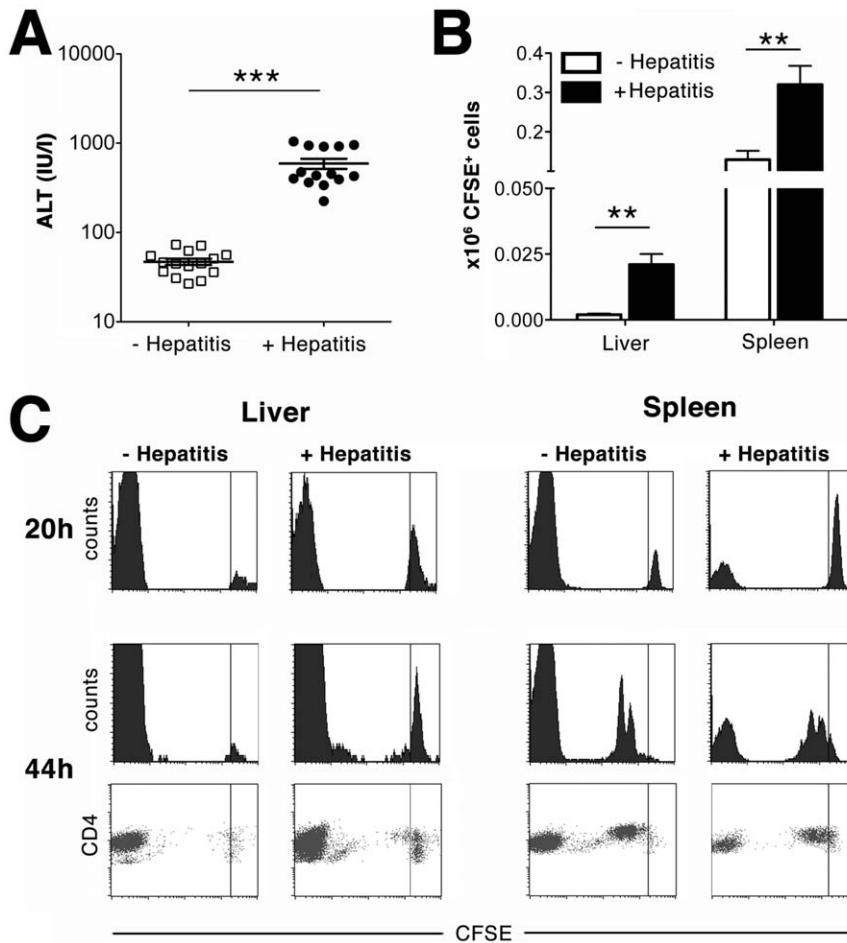 A
ALT (IU/l)
10000
1000
100
10
***
- Hepatitis
+ Hepatitis
B
x10⁶ CFSE⁺ cells
0.4
0.3
0.2
0.050
0.025
0.000
- Hepatitis
+Hepatitis
**
**
Liver
Spleen
C
Liver
Spleen
- Hepatitis
+ Hepatitis
- Hepatitis
+ Hepatitis
20h
counts
44h
counts
CD4
CFSE